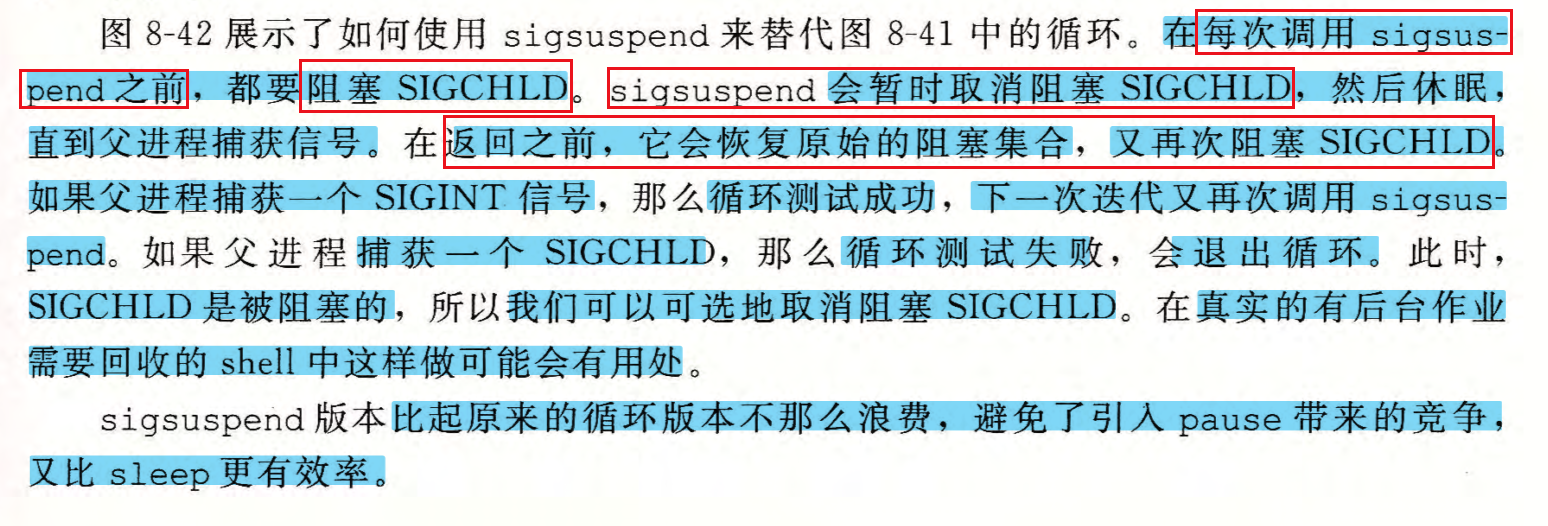 图 8-42 展示了如何使用 sigsuspend 来替代图 8-41 中的循环。在每次调用 sigsus-
pend 之前，都要阻塞 SIGCHLD。sigsuspend 会暂时取消阻塞 SIGCHLD，然后休眠，
直到父进程捕获信号。在返回之前，它会恢复原始的阻塞集合，又再次阻塞 SIGCHLD。
如果父进程捕获一个 SIGINT 信号，那么循环测试成功，下一次迭代又再次调用 sigsus-
pend。如果父进程捕获一个 SIGCHLD，那么循环测试失败，会退出循环。此时，
SIGCHLD 是被阻塞的，所以我们可以可选地取消阻塞 SIGCHLD。在真实的有后台作业
需要回收的 shell 中这样做可能会有用处。
sigsuspend 版本比起原来的循环版本不那么浪费，避免了引入 pause 带来的竞争，
又比 sleep 更有效率。